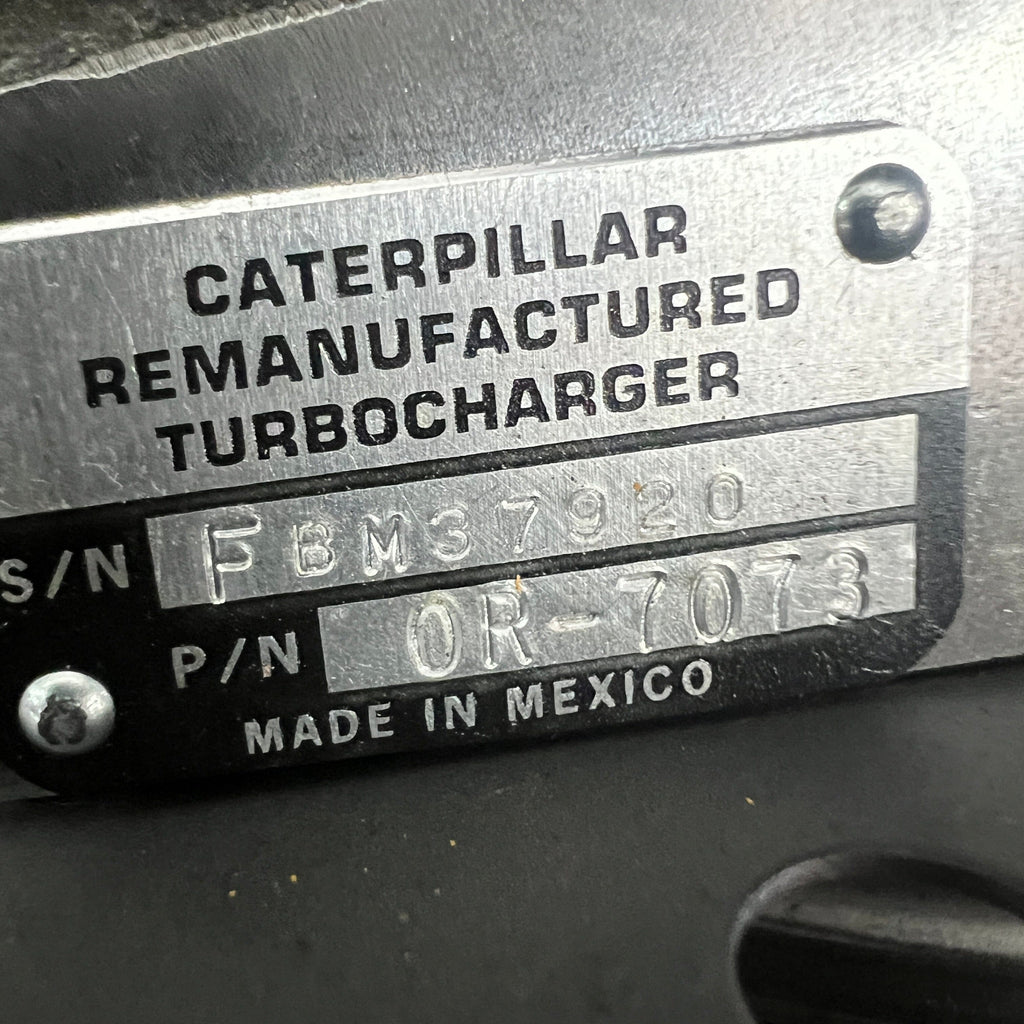 CATERPILLAR
REMANUFACTURED
TURBOCHARGER
S/N FBM37920
P/N 0R-7073
MADE IN MEXICO